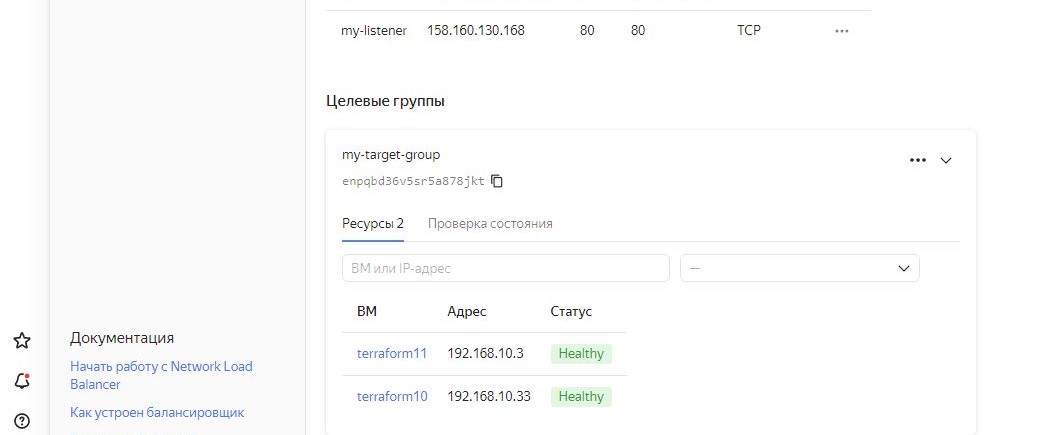 my-listener 158.160.130.168 80 80 TCP
Целевые группы
my-target-group
enpqbd36v5sr5a878jkt
Ресурсы 2 Проверка состояния
ВМ или IP-адрес —
ВМ Адрес Статус
terraform11 192.168.10.3 Healthy
terraform10 192.168.10.33 Healthy
Документация
Начать работу с Network Load
Balancer
Как устроен балансировщик